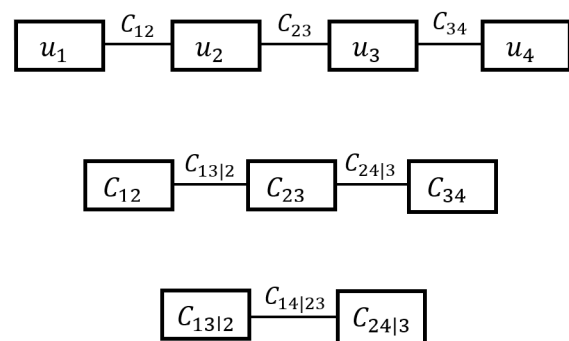 C₁₂ C₂₃ C₃₄
u₁ u₂ u₃ u₄
C₁₃|₂ C₂₄|₃
C₁₂ C₂₃ C₃₄
C₁₄|₂₃
C₁₃|₂ C₂₄|₃